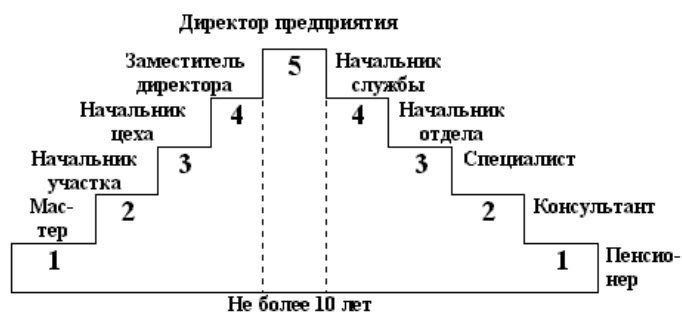 Директор предприятия
Заместитель
директора
5
Начальник
службы
Начальник
цеха
4
4
Начальник
отдела
Начальник
участка
3
3
Специалист
Мас-
тер
2
2
Консультант
1
1
Пенсио-
нер
Не более 10 лет